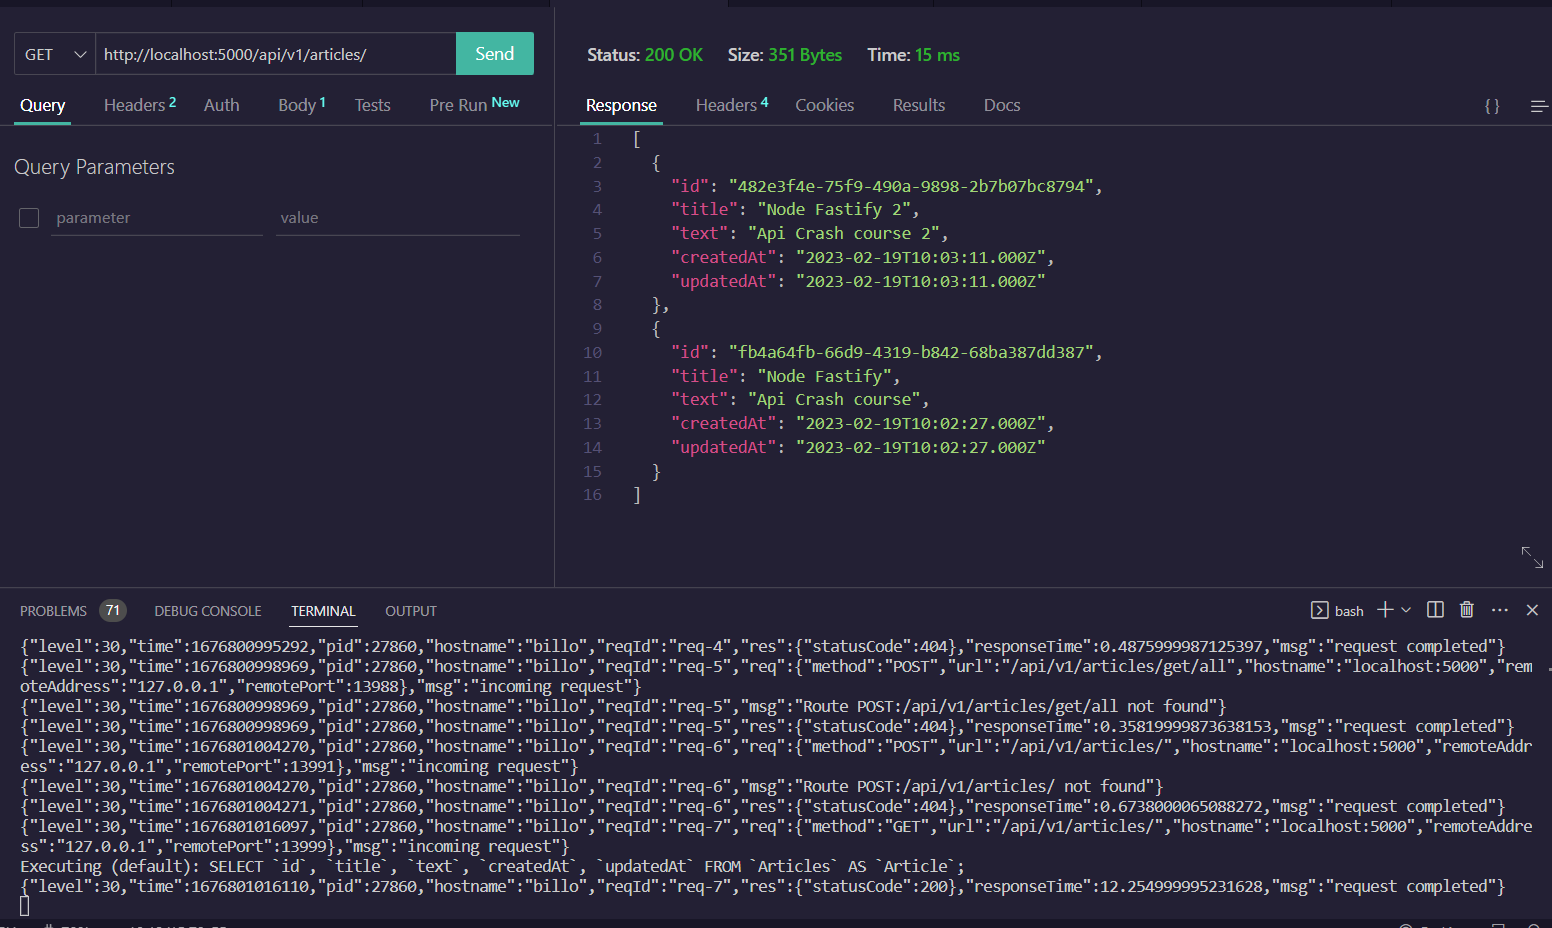 GET http://localhost:5000/api/v1/articles/ Send
Query Headers 2 Auth Body 1 Tests Pre Run New
Query Parameters
parameter value
Status: 200 OK Size: 351 Bytes Time: 15 ms
Response Headers 4 Cookies Results Docs { }
1 [
2 {
3 "id": "482e3f4e-75f9-490a-9898-2b7b07bc8794",
4 "title": "Node Fastify 2",
5 "text": "Api Crash course 2",
6 "createdAt": "2023-02-19T10:03:11.000Z",
7 "updatedAt": "2023-02-19T10:03:11.000Z"
8 },
9 {
10 "id": "fb4a64fb-66d9-4319-b842-68ba387dd387",
11 "title": "Node Fastify",
12 "text": "Api Crash course",
13 "createdAt": "2023-02-19T10:02:27.000Z",
14 "updatedAt": "2023-02-19T10:02:27.000Z"
15 }
16 ]
PROBLEMS 71 DEBUG CONSOLE TERMINAL OUTPUT bash
{"level":30,"time":1676800995292,"pid":27860,"hostname":"billo","reqId":"req-4","res":{"statusCode":404},"responseTime":0.4875999987125397,"msg":"request completed"}
{"level":30,"time":1676800998969,"pid":27860,"hostname":"billo","reqId":"req-5","req":{"method":"POST","url":"/api/v1/articles/get/all","hostname":"localhost:5000","rem
oteAddress":"127.0.0.1","remotePort":13988},"msg":"incoming request"}
{"level":30,"time":1676800998969,"pid":27860,"hostname":"billo","reqId":"req-5","msg":"Route POST:/api/v1/articles/get/all not found"}
{"level":30,"time":1676800998969,"pid":27860,"hostname":"billo","reqId":"req-5","res":{"statusCode":404},"responseTime":0.35819999873638153,"msg":"request completed"}
{"level":30,"time":1676801004270,"pid":27860,"hostname":"billo","reqId":"req-6","req":{"method":"POST","url":"/api/v1/articles/","hostname":"localhost:5000","remoteAddr
ess":"127.0.0.1","remotePort":13991},"msg":"incoming request"}
{"level":30,"time":1676801004270,"pid":27860,"hostname":"billo","reqId":"req-6","msg":"Route POST:/api/v1/articles/ not found"}
{"level":30,"time":1676801004271,"pid":27860,"hostname":"billo","reqId":"req-6","res":{"statusCode":404},"responseTime":0.6738000065088272,"msg":"request completed"}
{"level":30,"time":1676801016097,"pid":27860,"hostname":"billo","reqId":"req-7","req":{"method":"GET","url":"/api/v1/articles/","hostname":"localhost:5000","remoteAddre
ss":"127.0.0.1","remotePort":13999},"msg":"incoming request"}
Executing (default): SELECT `id`, `title`, `text`, `createdAt`, `updatedAt` FROM `Articles` AS `Article`;
{"level":30,"time":1676801016110,"pid":27860,"hostname":"billo","reqId":"req-7","res":{"statusCode":200},"responseTime":12.254999995231628,"msg":"request completed"}